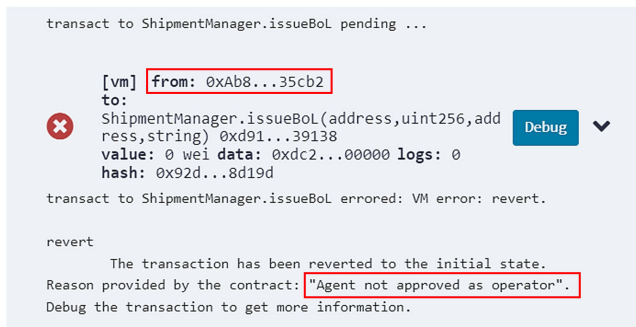 transact to ShipmentManager.issueBoL pending ...
[vm] from: 0xAb8...35cb2
to:
ShipmentManager.issueBoL(address,uint256,add
ress,string) 0xd91...39138
value: 0 wei data: 0xdc2...00000 logs: 0
hash: 0x92d...8d19d
Debug
transact to ShipmentManager.issueBoL errored: VM error: revert.
revert
The transaction has been reverted to the initial state.
Reason provided by the contract: "Agent not approved as operator".
Debug the transaction to get more information.